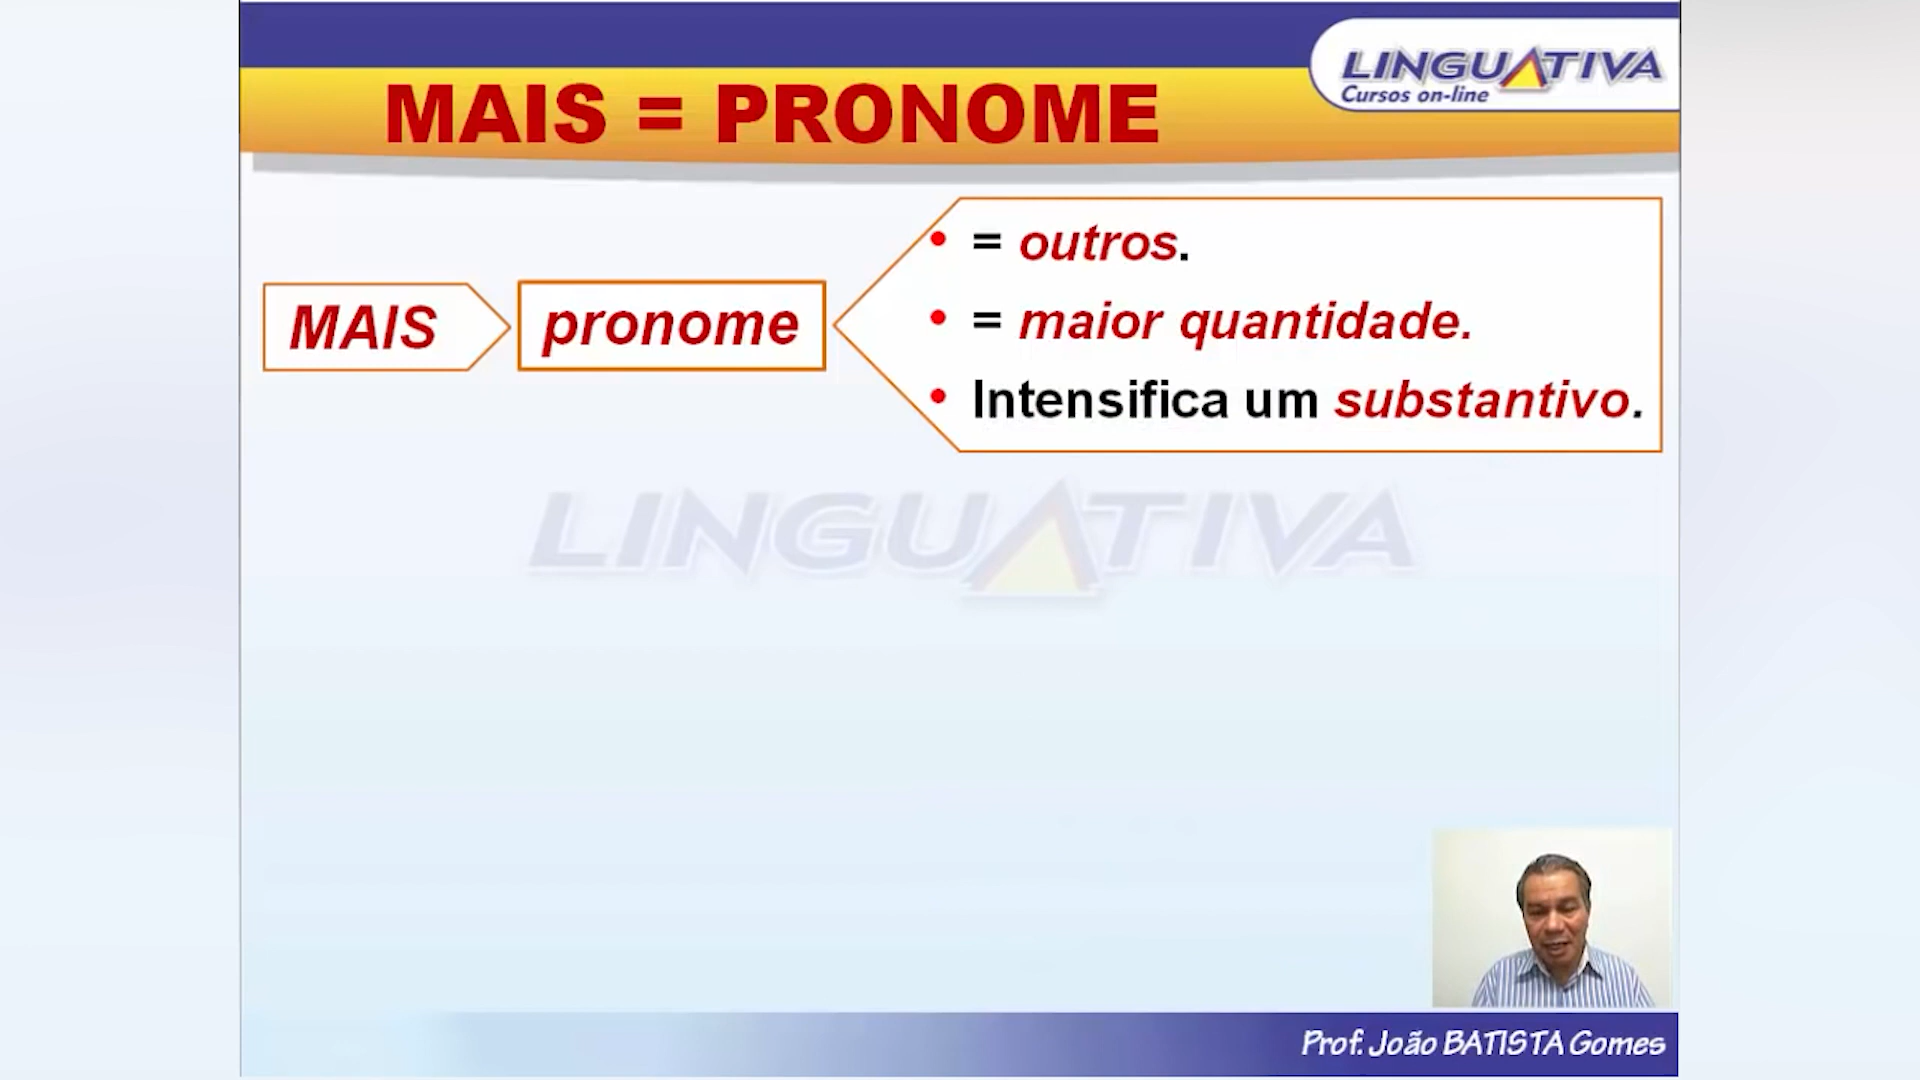 LINGUATIVA
Cursos on-line
MAIS = PRONOME
MAIS
pronome
• = outros.
• = maior quantidade.
• Intensifica um substantivo.
LINGUATIVA
Prof. João BATISTA Gomes